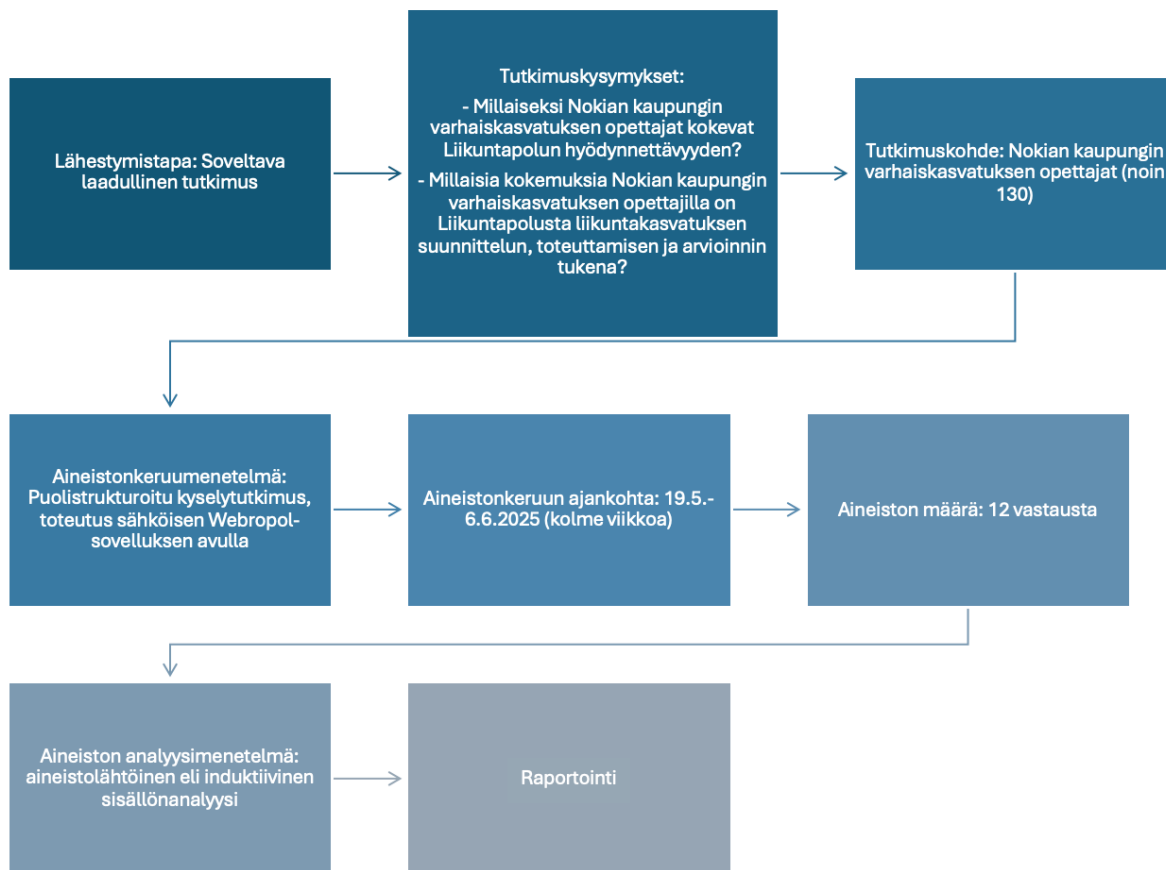 Lähestymistapa: Soveltava
laadullinen tutkimus
Tutkimuskysymykset:
- Millaiseksi Nokian kaupungin
varhaiskasvatuksen opettajat kokevat
Liikuntapolun hyödynnettävyyden?
- Millaisia kokemuksia Nokian kaupungin
varhaiskasvatuksen opettajilla on
Liikuntapolusta liikuntakasvatuksen
suunnittelun, toteuttamisen ja arvioinnin
tukena?
Tutkimuskohde: Nokian kaupungin
varhaiskasvatuksen opettajat (noin
130)
Aineistonkeruumenetelmä:
Puolistrukturoitu kyselytutkimus,
toteutus sähköisen Webropol-
sovelluksen avulla
Aineistonkeruun ajankohta: 19.5.-
6.6.2025 (kolme viikkoa)
Aineiston määrä: 12 vastausta
Aineiston analyysimenetelmä:
aineistolähtöinen eli induktiivinen
sisällönanalyysi
Raportointi